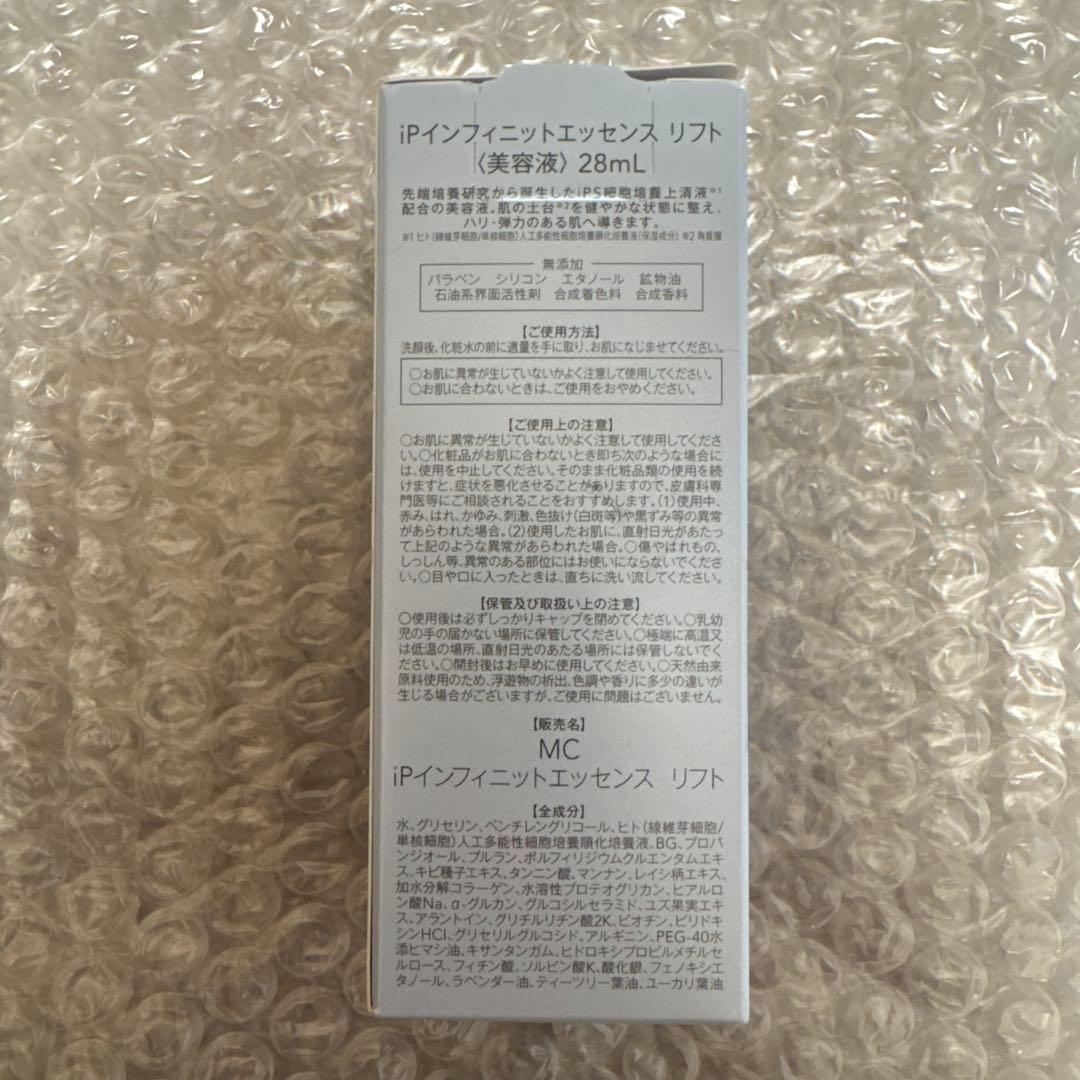 iPインフィニットエッセンス リフト
〈美容液〉28mL
先端培養研究から誕生したiPS細胞培養上清液※1
配合の美容液。肌の土台※2を健やかな状態に整え、
ハリ・弾力のある肌へ導きます。
※1 ヒト(線維芽細胞/単核細胞)人工多能性細胞培養順化培養液(保湿成分) ※2 角質層
無添加
パラベン シリコン エタノール 鉱物油
石油系界面活性剤 合成着色料 合成香料
【ご使用方法】
洗顔後、化粧水の前に適量を手に取り、お肌になじませてください。
○お肌に異常が生じていないかよく注意して使用してください。
○お肌に合わないときは、ご使用をおやめください。
【ご使用上の注意】
○お肌に異常が生じていないかよく注意して使用してくださ
い。○化粧品がお肌に合わないとき即ち次のような場合に
は、使用を中止してください。そのまま化粧品類の使用を続
けますと、症状を悪化させることがありますので、皮膚科専
門医等にご相談されることをおすすめします。(1)使用中、
赤み、はれ、かゆみ、刺激、色抜け(白斑等)や黒ずみ等の異常
があらわれた場合。(2)使用したお肌に、直射日光があたっ
て上記のような異常があらわれた場合。○傷やはれもの、
しっしん等、異常のある部位にはお使いにならないでくださ
い。○目や口に入ったときは、直ちに洗い流してください。
【保管及び取扱い上の注意】
○使用後は必ずしっかりキャップを閉めてください。○乳幼
児の手の届かない場所に保管してください。○極端に高温又
は低温の場所、直射日光のあたる場所には保管しないでく
ださい。○開封後はお早めに使用してください。○天然由来
原料使用のため、浮遊物の析出、色調や香りに多少の違いが
生じる場合がございますが、ご使用に問題はございません。
【販売名】
MC
iPインフィニットエッセンス リフト
【全成分】
水、グリセリン、ペンチレングリコール、ヒト(線維芽細胞/
単核細胞)人工多能性細胞培養順化培養液、BG、プロパ
ンジオール、プルラン、ポルフィリジウムクルエンタムエキ
ス、キビ種子エキス、タンニン酸、マンナン、レイシ柄エキス、
加水分解コラーゲン、水溶性プロテオグリカン、ヒアルロ
ン酸Na、α-グルカン、グルコシルセラミド、ユズ果実エキ
ス、アラントイン、グリチルリチン酸2K、ビオチン、ピリドキ
シンHCl、グリセリルグルコシド、アルギニン、PEG-40水
添ヒマシ油、キサンタンガム、ヒドロキシプロピルメチルセ
ルロース、フィチン酸、ソルビン酸K、酸化銀、フェノキシエ
タノール、ラベンダー油、ティーツリー葉油、ユーカリ葉油